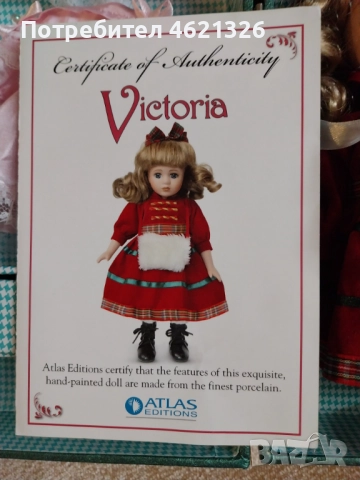 Потребител 4621326
Certificate of Authenticity
Victoria
Atlas Editions certify that the features of this exquisite,
hand-painted doll are made from the finest porcelain.
ATLAS
EDITIONS
BAZAR